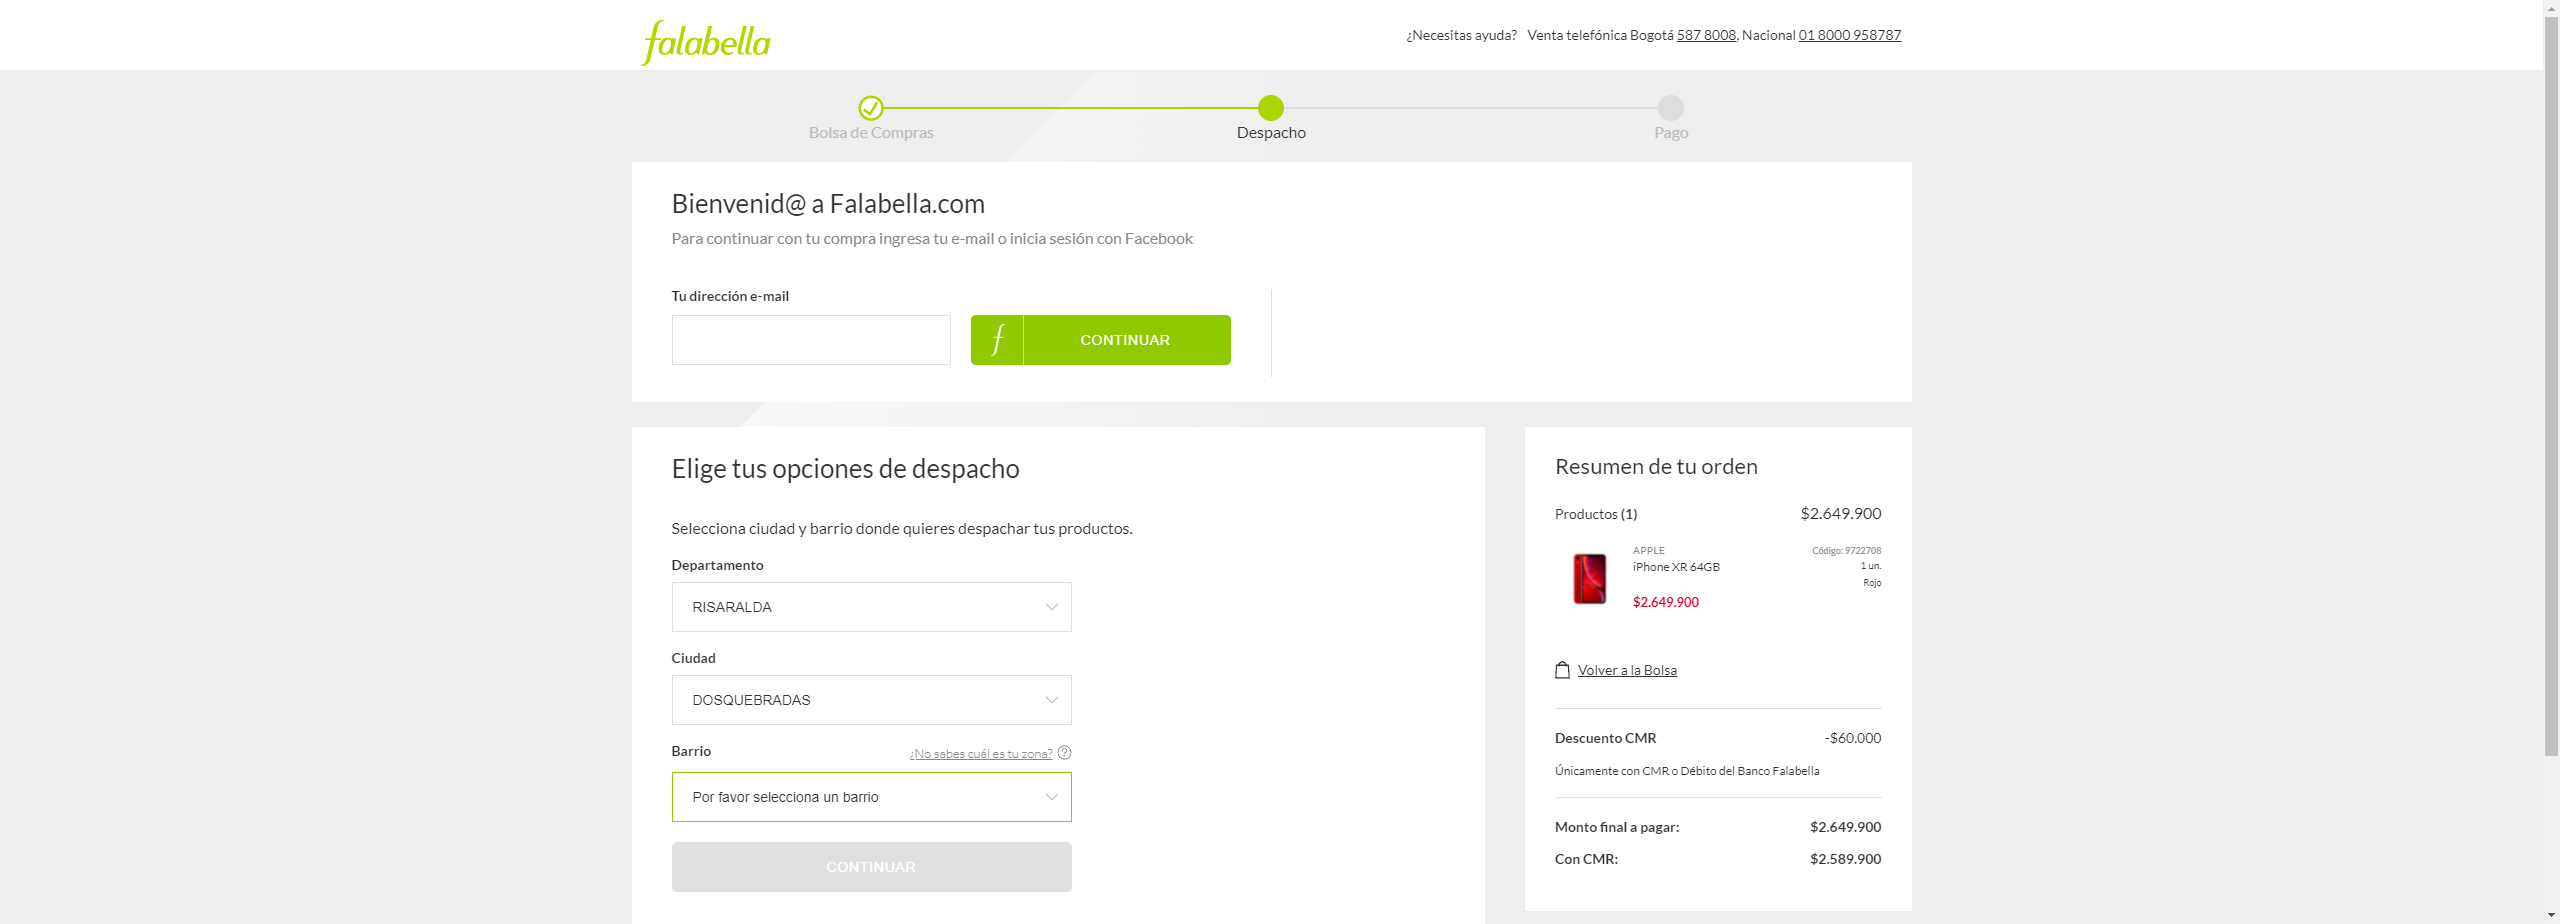 falabella
¿Necesitas ayuda? Venta telefónica Bogotá 587 8008, Nacional 01 8000 958787
Bolsa de Compras
Despacho
Pago
Bienvenid@ a Falabella.com
Para continuar con tu compra ingresa tu e-mail o inicia sesión con Facebook
Tu dirección e-mail
f CONTINUAR
Elige tus opciones de despacho
Selecciona ciudad y barrio donde quieres despachar tus productos.
Departamento
RISARALDA
Ciudad
DOSQUEBRADAS
Barrio ¿No sabes cuál es tu zona? ?
Por favor selecciona un barrio
CONTINUAR
Resumen de tu orden
Productos (1) $2.649.900
APPLE Código: 9722708
iPhone XR 64GB 1 un.
Rojo
$2.649.900
Volver a la Bolsa
Descuento CMR -$60.000
Únicamente con CMR o Débito del Banco Falabella
Monto final a pagar: $2.649.900
Con CMR: $2.589.900